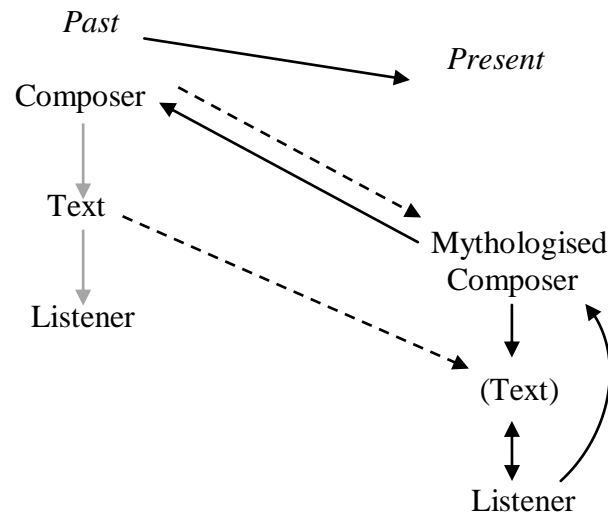 Past
Present
Composer
Text
Mythologised
Composer
Listener
(Text)
Listener